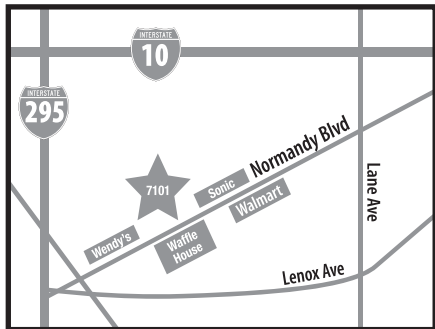 INTERSTATE
10
INTERSTATE
295
Normandy Blvd
7101
Sonic
Walmart
Lane Ave
Wendy's
Waffle
House
Lenox Ave